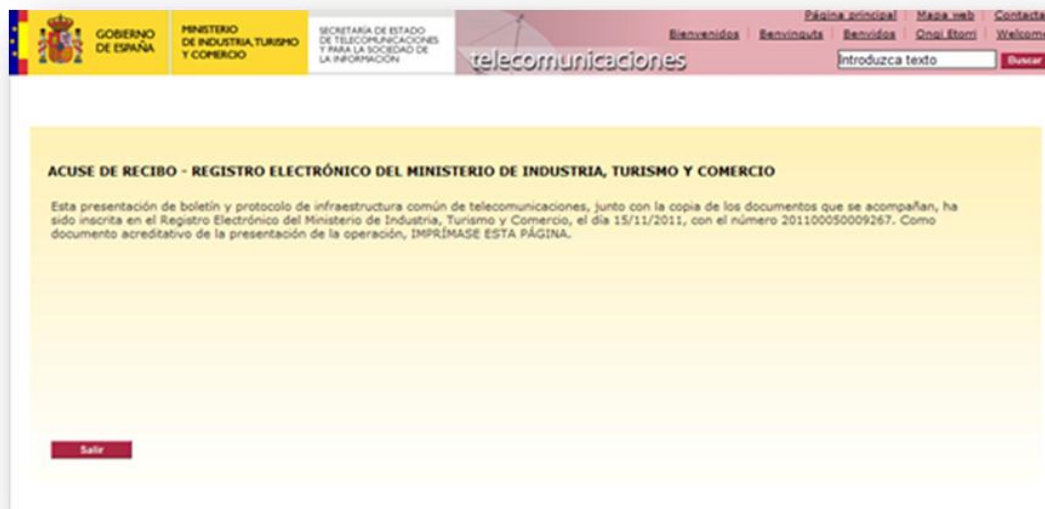 GOBIERNO
DE ESPAÑA
MINISTERIO
DE INDUSTRIA, TURISMO
Y COMERCIO
SECRETARÍA DE ESTADO
DE TELECOMUNICACIONES
Y PARA LA SOCIEDAD DE
LA INFORMACIÓN
telecomunicaciones
Página principal Mapa web Contacta
Bienvenidos Benvinguts Benvidos Ongi Etorri Welcome
Introduzca texto Buscar
ACUSE DE RECIBO - REGISTRO ELECTRÓNICO DEL MINISTERIO DE INDUSTRIA, TURISMO Y COMERCIO
Esta presentación de boletín y protocolo de infraestructura común de telecomunicaciones, junto con la copia de los documentos que se acompañan, ha
sido inscrita en el Registro Electrónico del Ministerio de Industria, Turismo y Comercio, el día 15/11/2011, con el número 201100050009267. Como
documento acreditativo de la presentación de la operación, IMPRÍMASE ESTA PÁGINA.
Salir